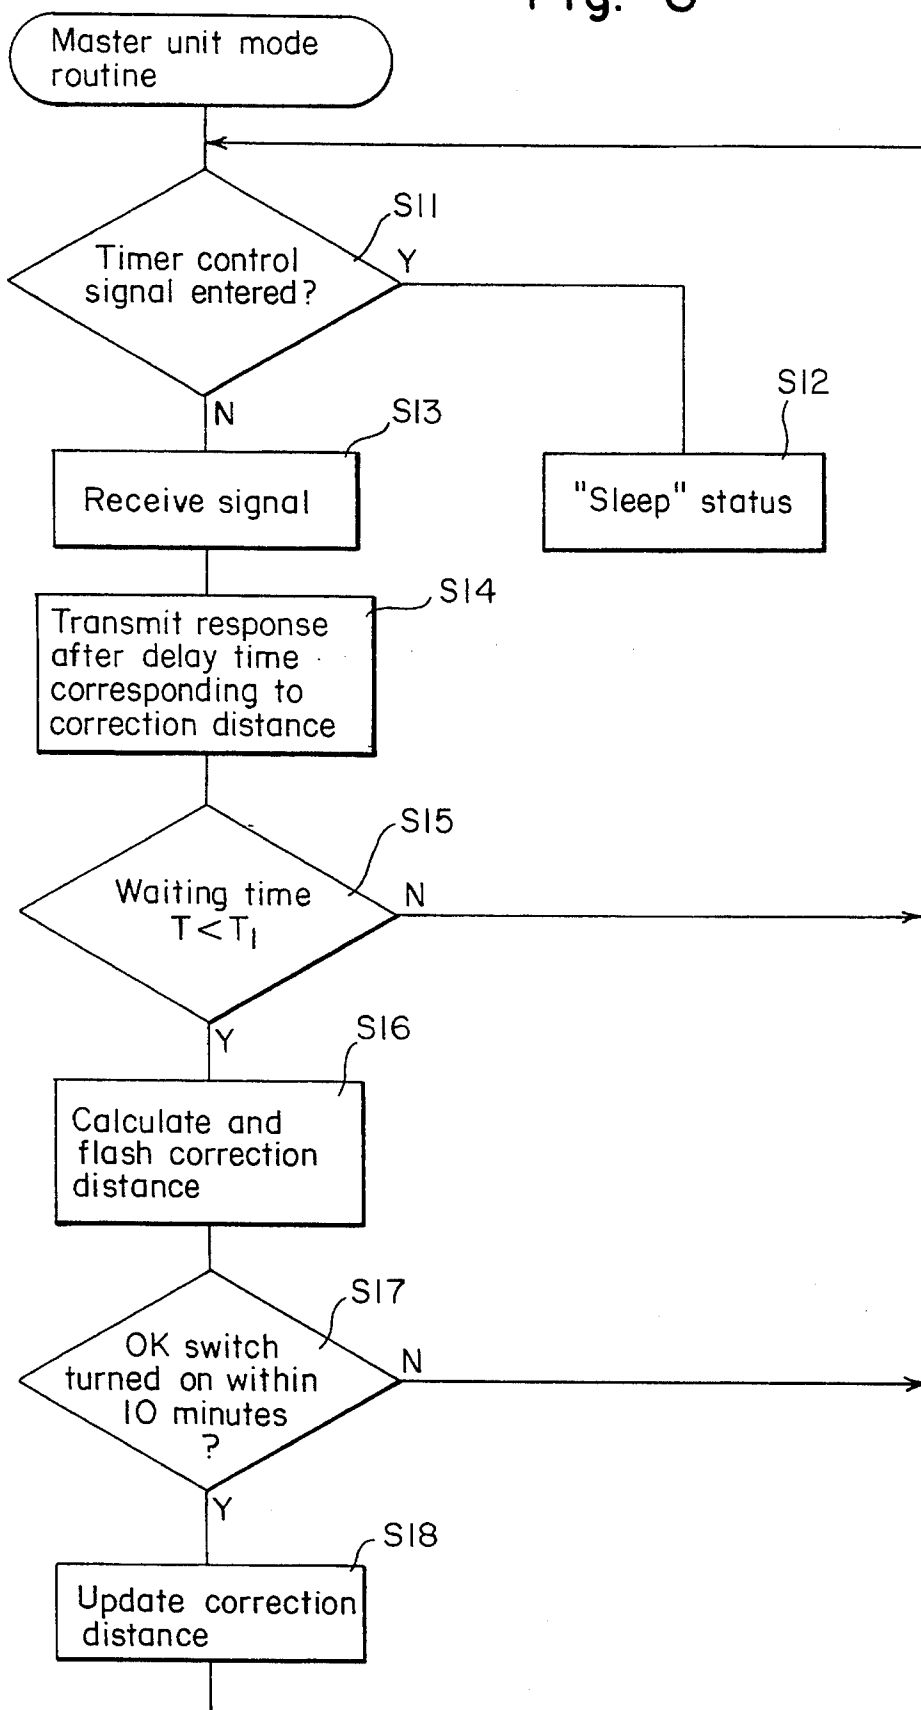 Fig.
Master unit mode
routine
S11
Timer control
signal entered?
Y
N
S12
"Sleep" status
S13
Receive signal
S14
Transmit response
after delay time
corresponding to
correction distance
S15
Waiting time
T<T1
N
Y
S16
Calculate and
flash correction
distance
S17
OK switch
turned on within
10 minutes
?
N
Y
S18
Update correction
distance